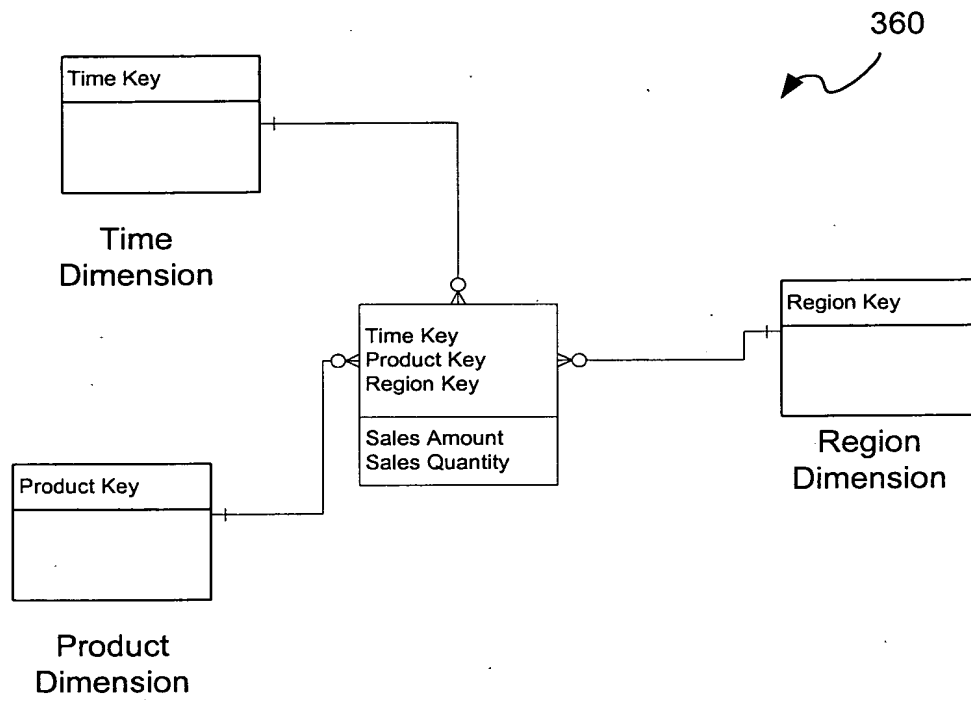 360
Time Key
Time
Dimension
Region Key
Time Key
Product Key
Region Key
Sales Amount
Sales Quantity
Region
Dimension
Product Key
Product
Dimension